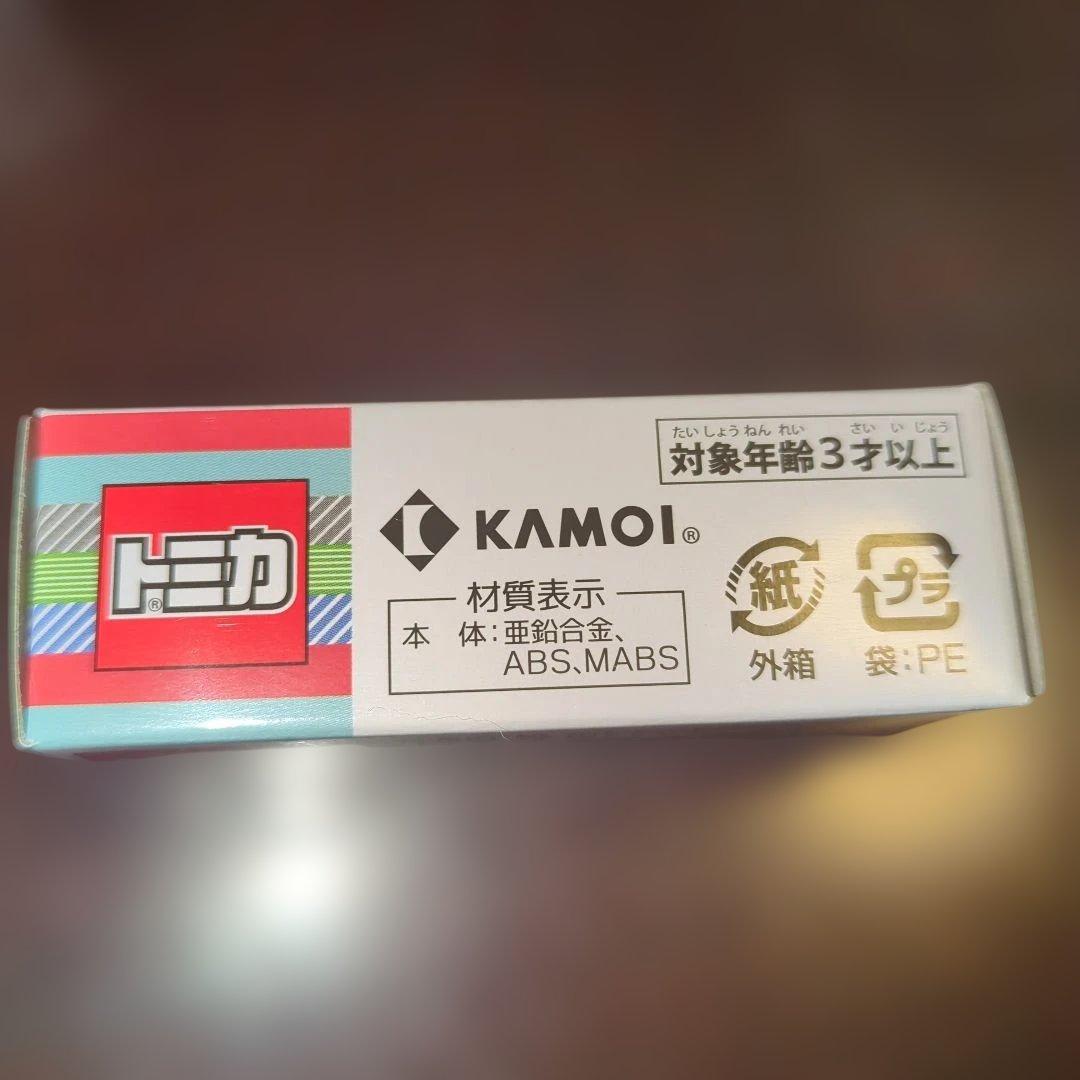 トミカ®
KAMOI®
材質表示
本 体:亜鉛合金、
ABS、MABS
たいしょうねんれい さい いじょう
対象年齢3才以上
紙
外箱
プラ
袋:PE